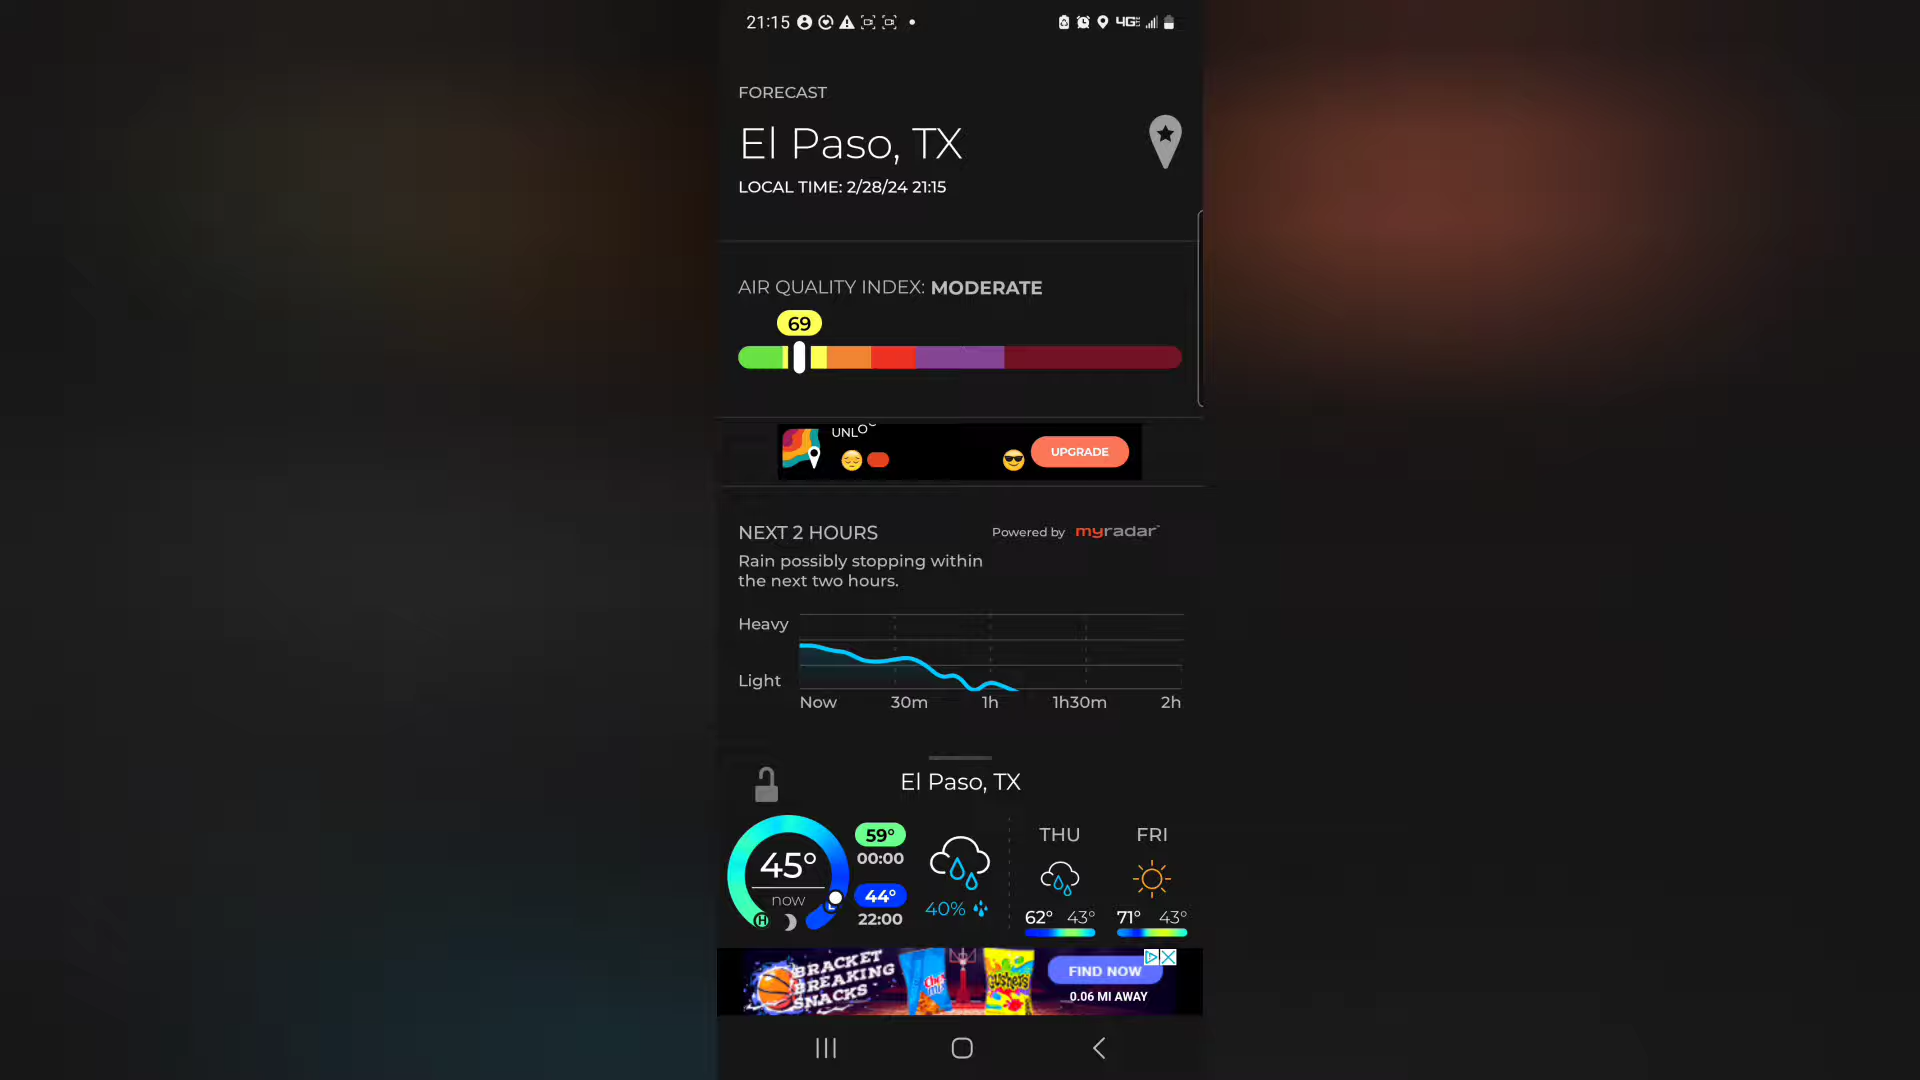 21:15
4GE
FORECAST
El Paso, TX
LOCAL TIME: 2/28/24 21:15
AIR QUALITY INDEX: MODERATE
69
UNLOC
UPGRADE
NEXT 2 HOURS
Powered by myradar
Rain possibly stopping within
the next two hours.
Heavy
Light
Now 30m 1h 1h30m 2h
El Paso, TX
45°
now
H
L
59°
00:00
44°
22:00
40%
THU
62° 43°
FRI
71° 43°
BRACKET
BREAKING
SNACKS
Gushers
FIND NOW
0.06 MI AWAY